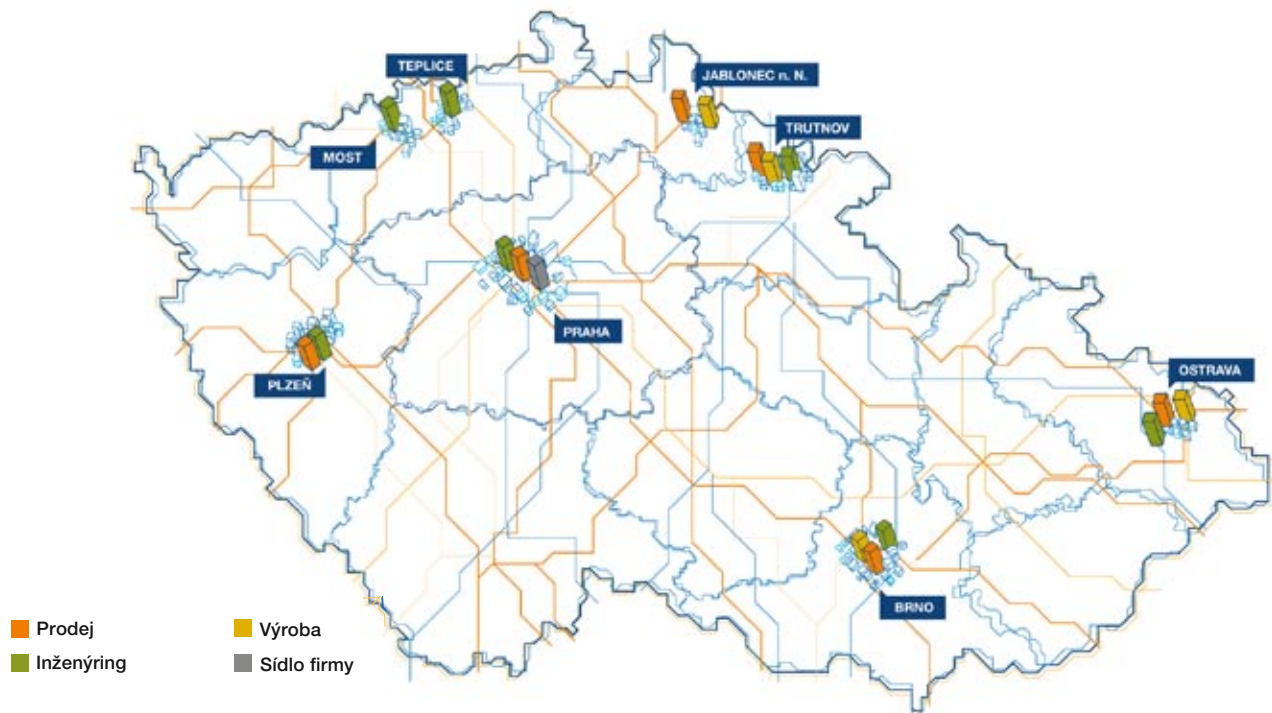 TEPLICE
JABLONEC n. N.
TRUTNOV
MOST
PRAHA
OSTRAVA
PLZEŇ
BRNO
Prodej
Výroba
Inženýring
Sídlo firmy